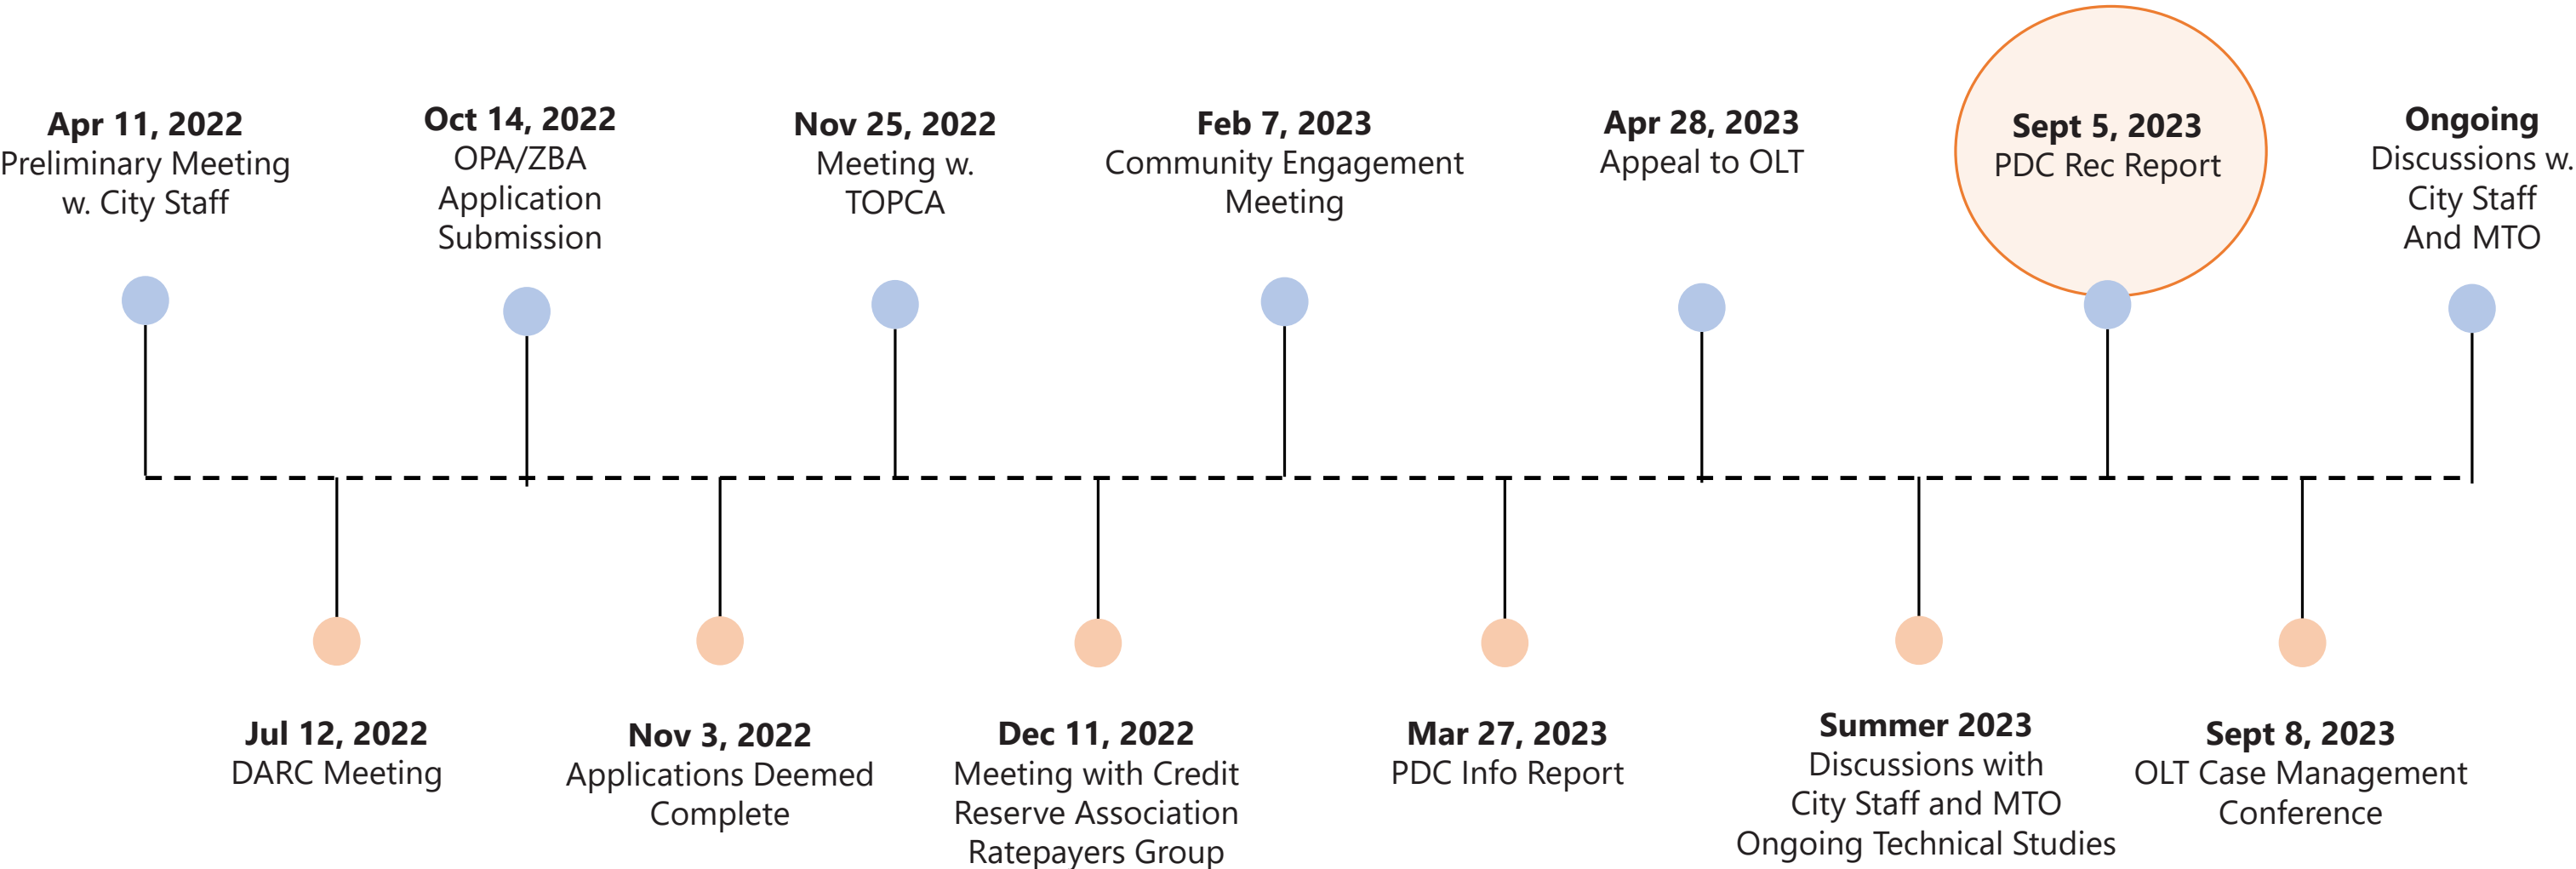 Apr 11, 2022
Preliminary Meeting
w. City Staff
Oct 14, 2022
OPA/ZBA
Application
Submission
Nov 25, 2022
Meeting w.
TOPCA
Feb 7, 2023
Community Engagement
Meeting
Apr 28, 2023
Appeal to OLT
Sept 5, 2023
PDC Rec Report
Ongoing
Discussions w.
City Staff
And MTO
Jul 12, 2022
DARC Meeting
Nov 3, 2022
Applications Deemed
Complete
Dec 11, 2022
Meeting with Credit
Reserve Association
Ratepayers Group
Mar 27, 2023
PDC Info Report
Summer 2023
Discussions with
City Staff and MTO
Ongoing Technical Studies
Sept 8, 2023
OLT Case Management
Conference